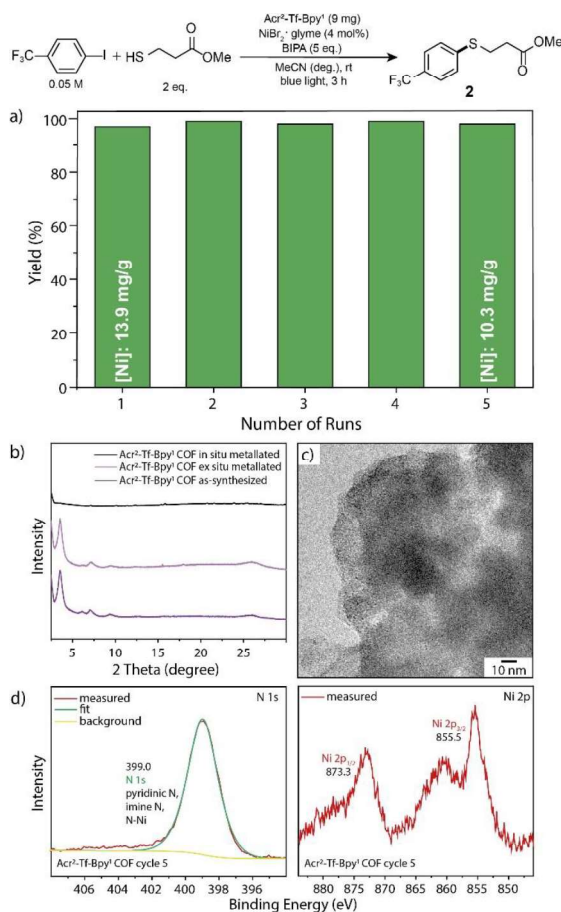 F₃C
I
+
HS
O
OMe
0.05 M
2 eq.
Acr²-Tf-Bpy¹ (9 mg)
NiBr₂· glyme (4 mol%)
BIPA (5 eq.)
MeCN (deg.), rt
blue light, 3 h
F₃C
S
O
OMe
2
a)
Yield (%)
100
80
60
40
20
0
[Ni]: 13.9 mg/g
[Ni]: 10.3 mg/g
1 2 3 4 5
Number of Runs
b)
Acr²-Tf-Bpy¹ COF in situ metallated
Acr²-Tf-Bpy¹ COF ex situ metallated
Acr²-Tf-Bpy¹ COF as-synthesized
Intensity
5 10 15 20 25
2 Theta (degree)
c)
10 nm
d)
measured
fit
background
N 1s
399.0
N 1s
pyridinic N,
imine N,
N-Ni
Intensity
Acr²-Tf-Bpy¹ COF cycle 5
406 404 402 400 398 396
measured
Ni 2p
Ni 2p₃/₂
855.5
Ni 2p₁/₂
873.3
Acr²-Tf-Bpy¹ COF cycle 5
880 875 870 865 860 855 850
Binding Energy (eV)